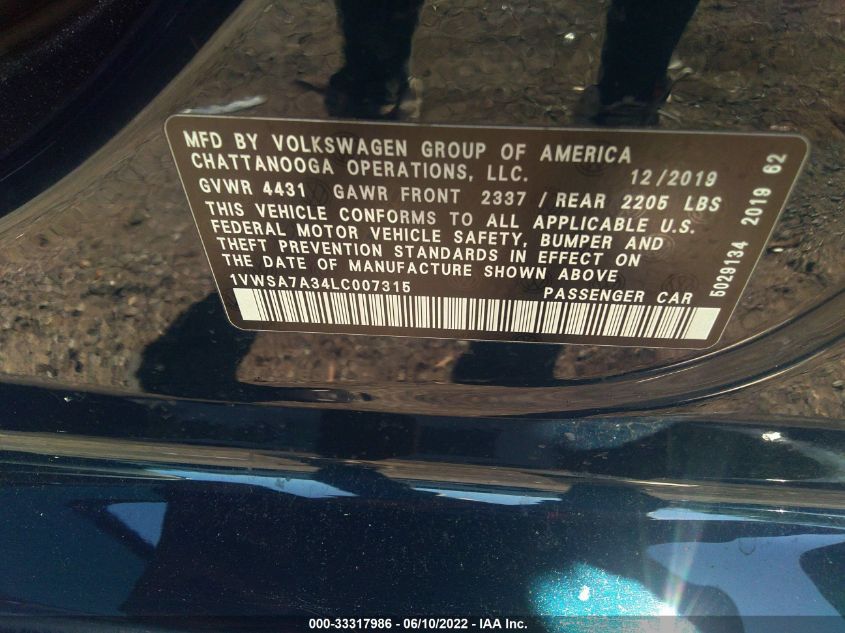 MFD BY VOLKSWAGEN GROUP OF AMERICA
CHATTANOOGA OPERATIONS, LLC. 12/2019
GVWR 4431 GAWR FRONT 2337 / REAR 2205 LBS
THIS VEHICLE CONFORMS TO ALL APPLICABLE U.S.
FEDERAL MOTOR VEHICLE SAFETY, BUMPER AND
THEFT PREVENTION STANDARDS IN EFFECT ON
THE DATE OF MANUFACTURE SHOWN ABOVE
1VWSA7A34LC007315 PASSENGER CAR
5029134 2019 62
000-33317986 - 06/10/2022 - IAA Inc.